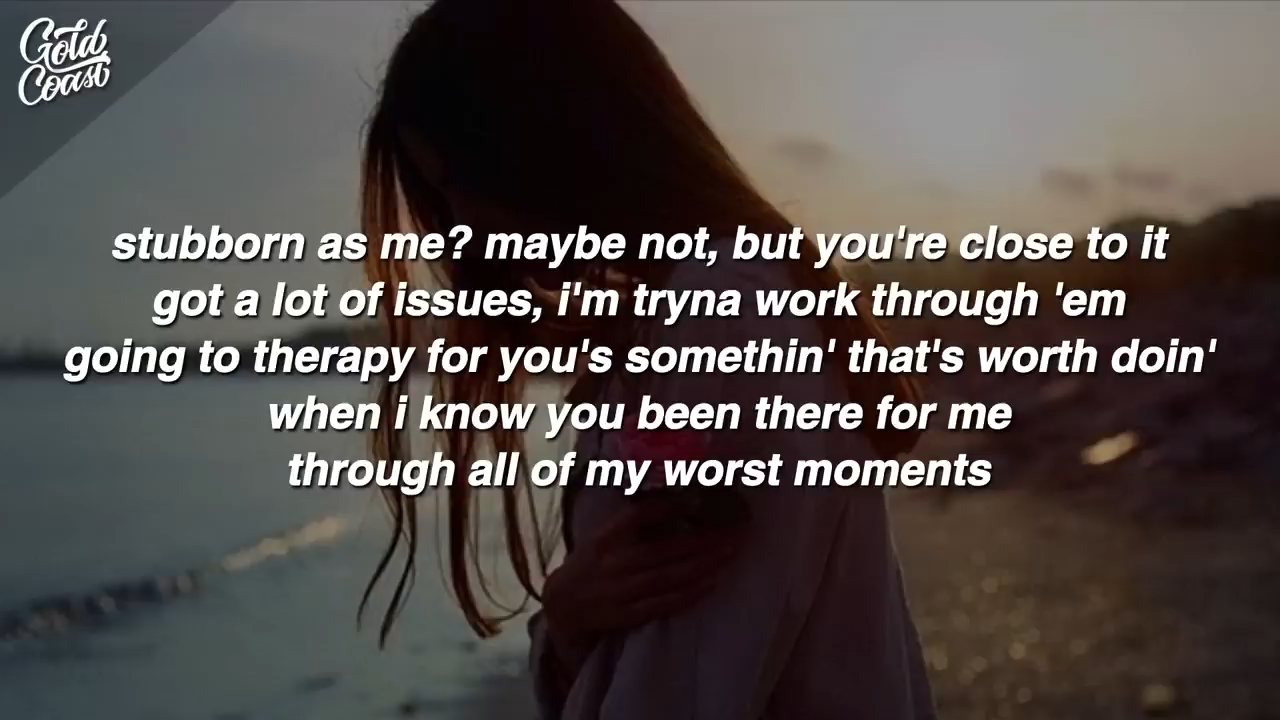 Gold
Coast
stubborn as me? maybe not, but you're close to it
got a lot of issues, i'm tryna work through 'em
going to therapy for you's somethin' that's worth doin'
when i know you been there for me
through all of my worst moments